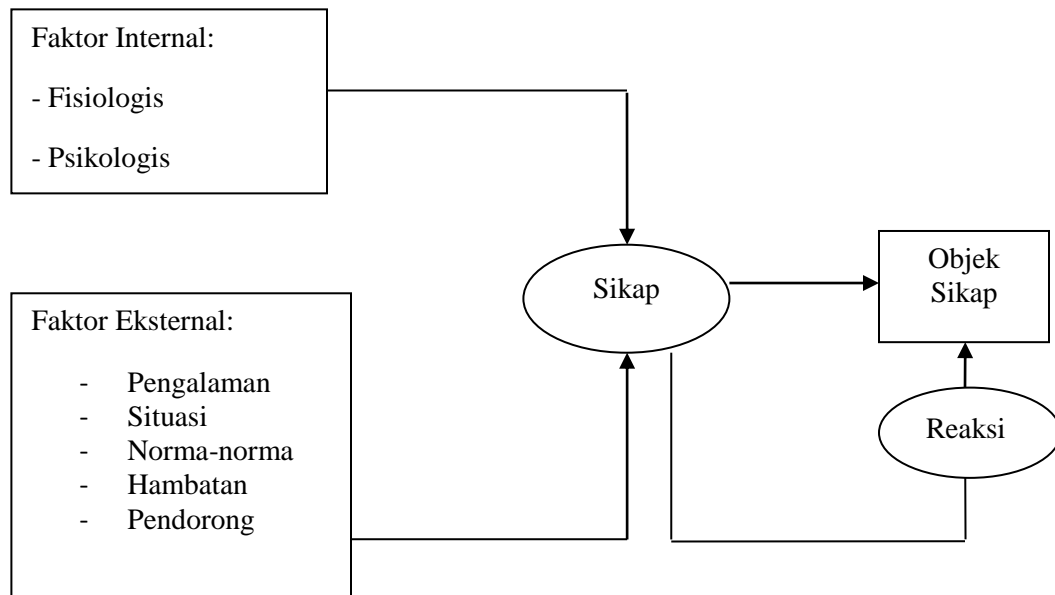 Faktor Internal:
- Fisiologis
- Psikologis
Faktor Eksternal:
- Pengalaman
- Situasi
- Norma-norma
- Hambatan
- Pendorong
Sikap
Objek
Sikap
Reaksi